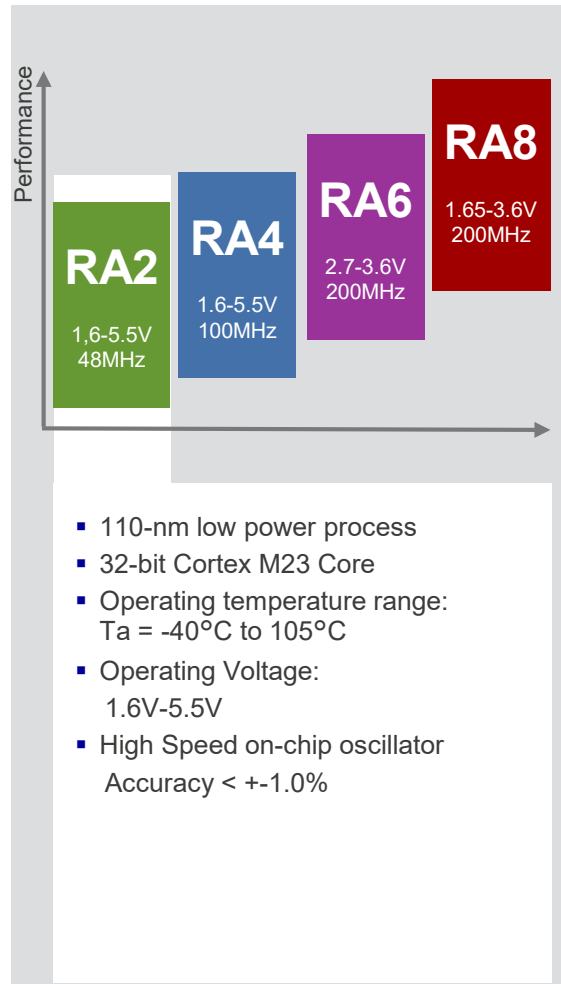 Performance
RA2
1,6-5.5V
48MHz
RA4
1.6-5.5V
100MHz
RA6
2.7-3.6V
200MHz
RA8
1.65-3.6V
200MHz
▪ 110-nm low power process
▪ 32-bit Cortex M23 Core
▪ Operating temperature range:
Ta = -40°C to 105°C
▪ Operating Voltage:
1.6V-5.5V
▪ High Speed on-chip oscillator
Accuracy < +-1.0%